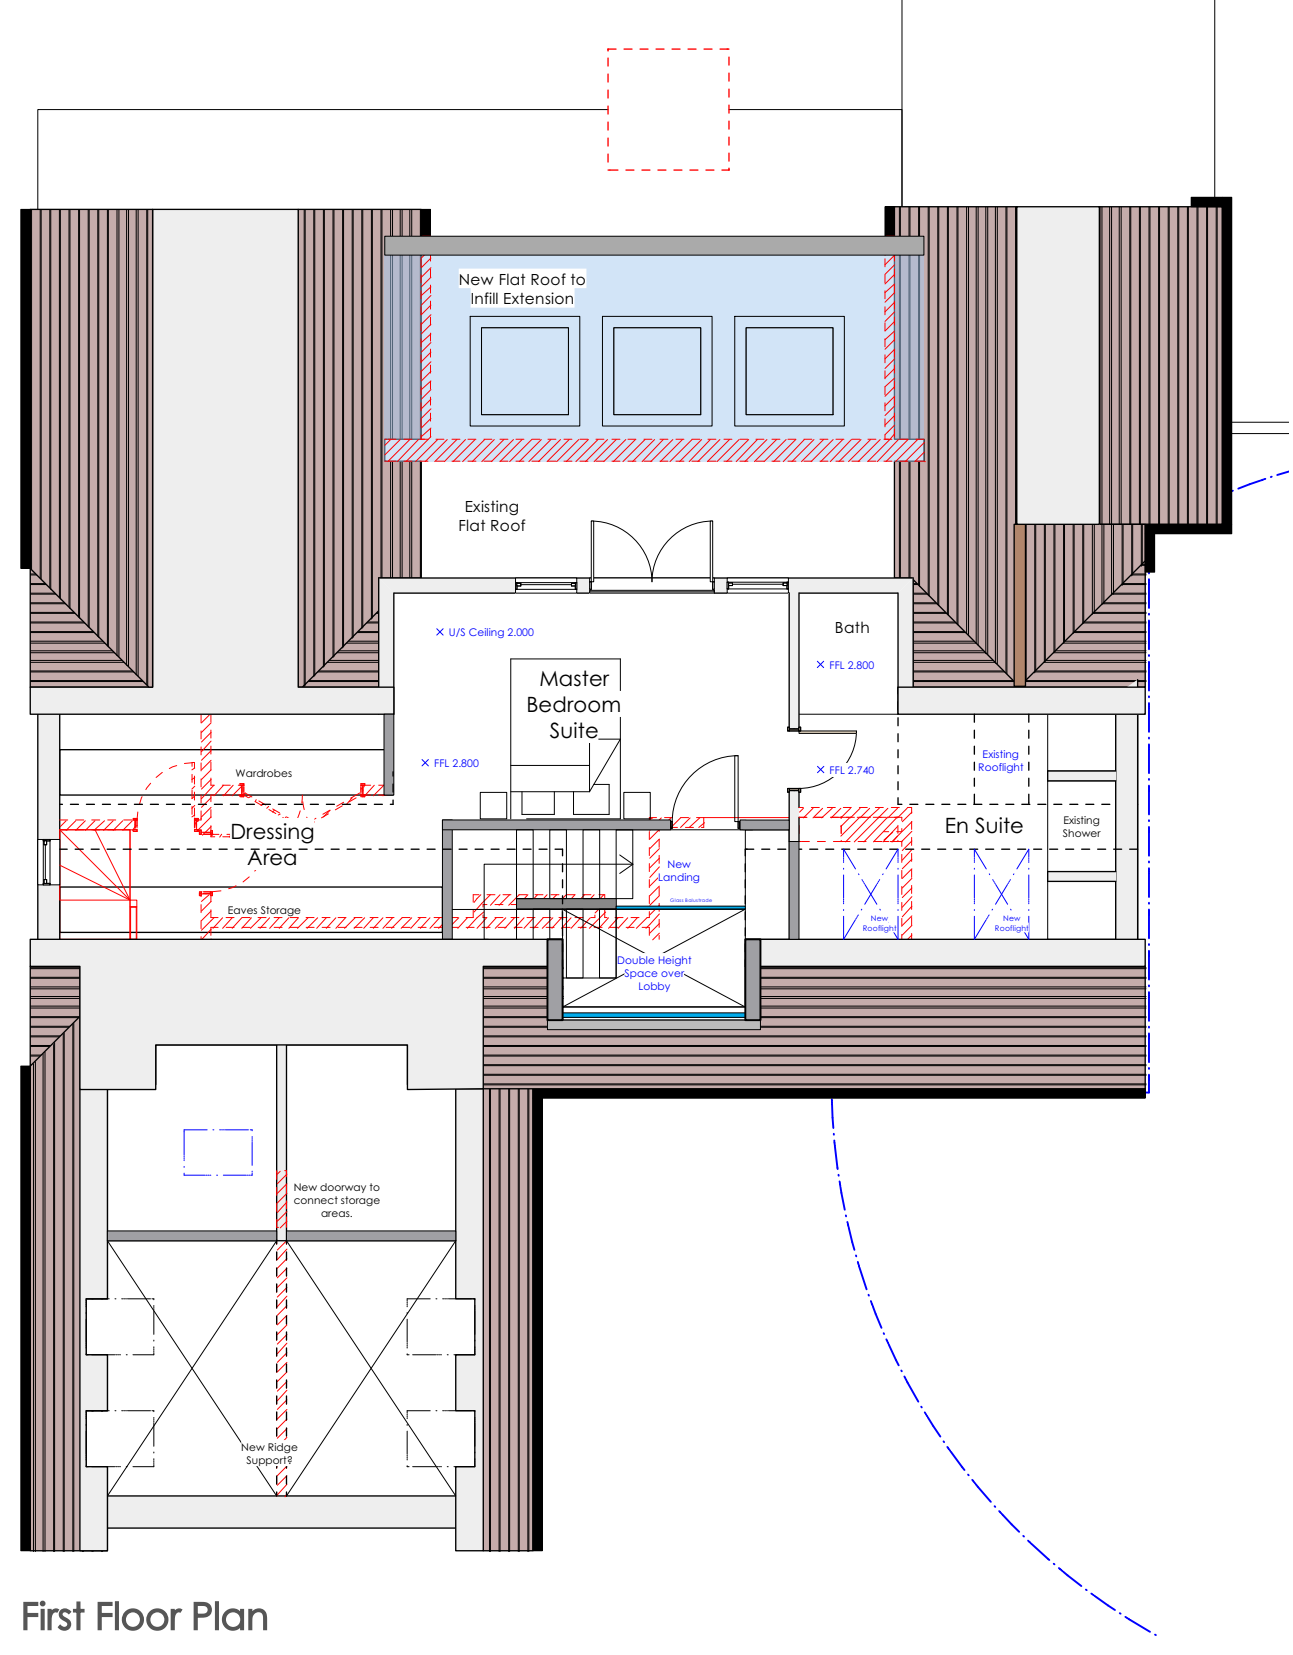 New Flat Roof to
Infill Extension
Existing
Flat Roof
Bath
× U/S Ceiling 2.000
× FFL 2.800
Master
Bedroom
Suite
Existing
Rooflight
× FFL 2.800
× FFL 2.740
Wardrobes
Dressing
Area
En Suite
Existing
Shower
New
Landing
Glass Balustrade
Eaves Storage
New
Rooflight
New
Rooflight
Double Height
Space over
Lobby
New doorway to
connect storage
areas.
New Ridge
Support?
First Floor Plan